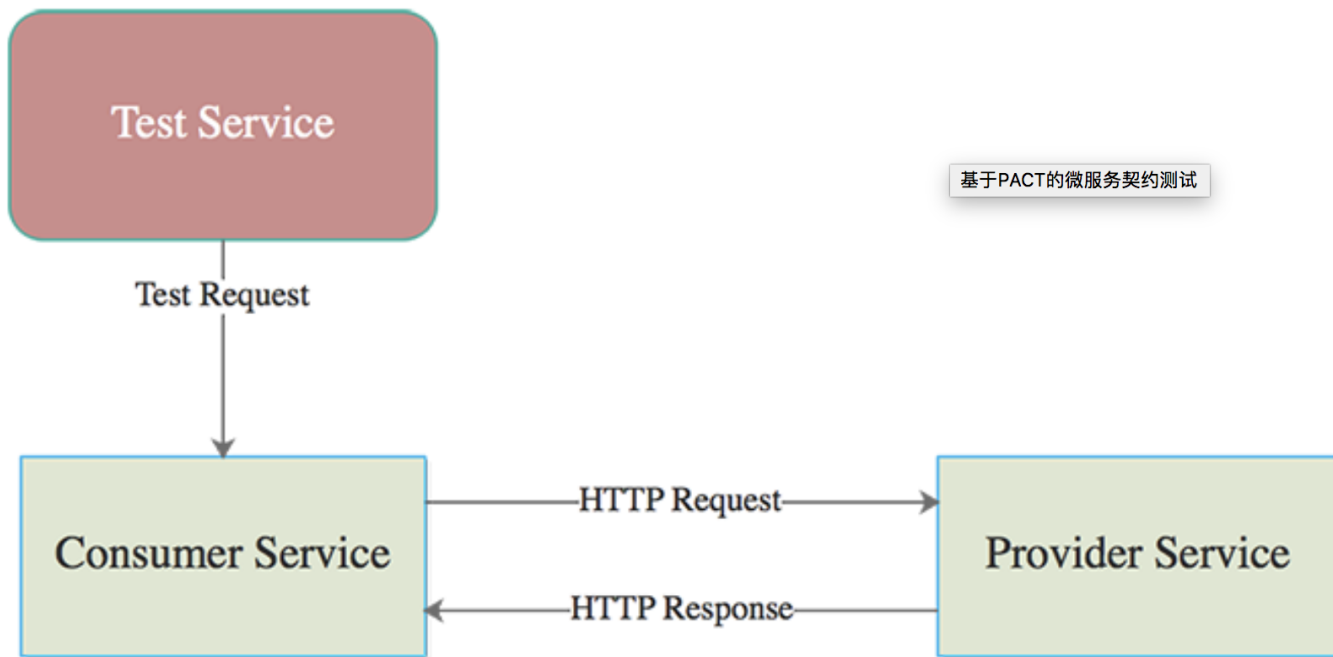 Test Service
基于PACT的微服务契约测试
Test Request
HTTP Request
Consumer Service
Provider Service
HTTP Response